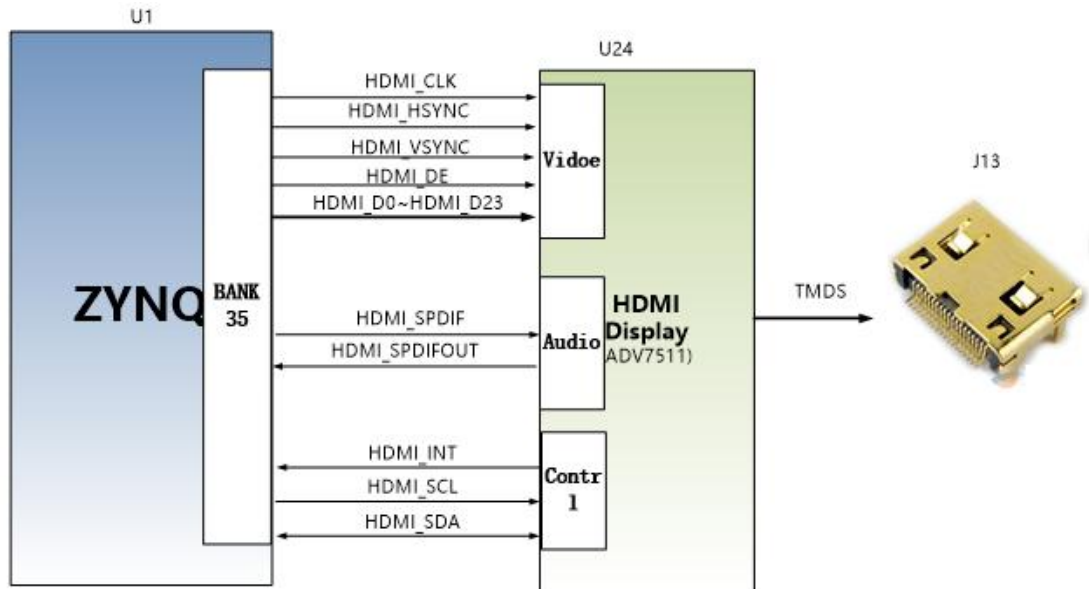 U1
U24
J13
ZYNQ
BANK
35
HDMI_CLK
HDMI_HSYNC
HDMI_VSYNC
HDMI_DE
HDMI_D0~HDMI_D23
Vidoe
HDMI_SPDIF
HDMI_SPDIFOUT
Audio
HDMI
Display
ADV7511)
TMDS
HDMI_INT
HDMI_SCL
HDMI_SDA
Contr
l